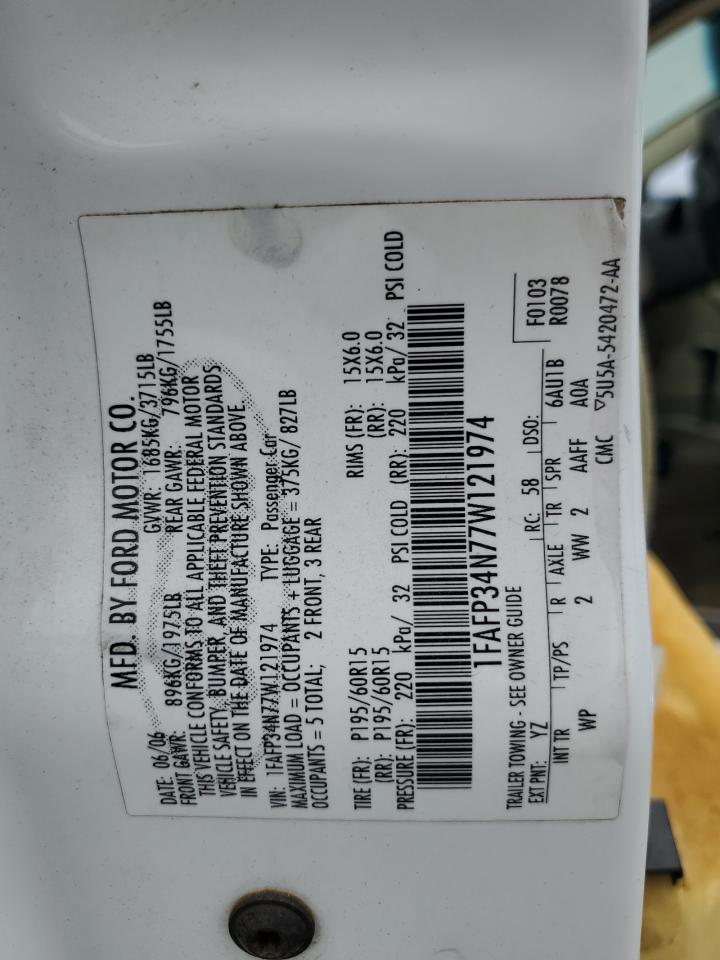 MFD. BY FORD MOTOR CO.
DATE: 06/06 GVWR: 1685KG/3715LB
FRONT GAWR: 896KG/1975LB REAR GAWR: 796KG/1755LB
THIS VEHICLE CONFORMS TO ALL APPLICABLE FEDERAL MOTOR
VEHICLE SAFETY, BUMPER, AND THEFT PREVENTION STANDARDS
IN EFFECT ON THE DATE OF MANUFACTURE SHOWN ABOVE.
VIN: 1FAFP34N77W121974 TYPE: Passenger Car
MAXIMUM LOAD = OCCUPANTS + LUGGAGE = 375KG/ 827LB
OCCUPANTS = 5 TOTAL; 2 FRONT, 3 REAR
TIRE (FR): P195/60R15 RIMS (FR): 15X6.0
(RR): P195/60R15 (RR): 15X6.0
PRESSURE (FR): 220 kPa/ 32 PSI COLD (RR): 220 kPa/ 32 PSI COLD
1FAFP34N77W121974
TRAILER TOWING - SEE OWNER GUIDE F0103
EXT PNT: YZ RC: 58 DSO: R0078
INT TR TP/PS R AXLE TR SPR 6AU1B
WP 2 WW 2 AAFF A0A
CMC ▽5U5A-5420472-AA